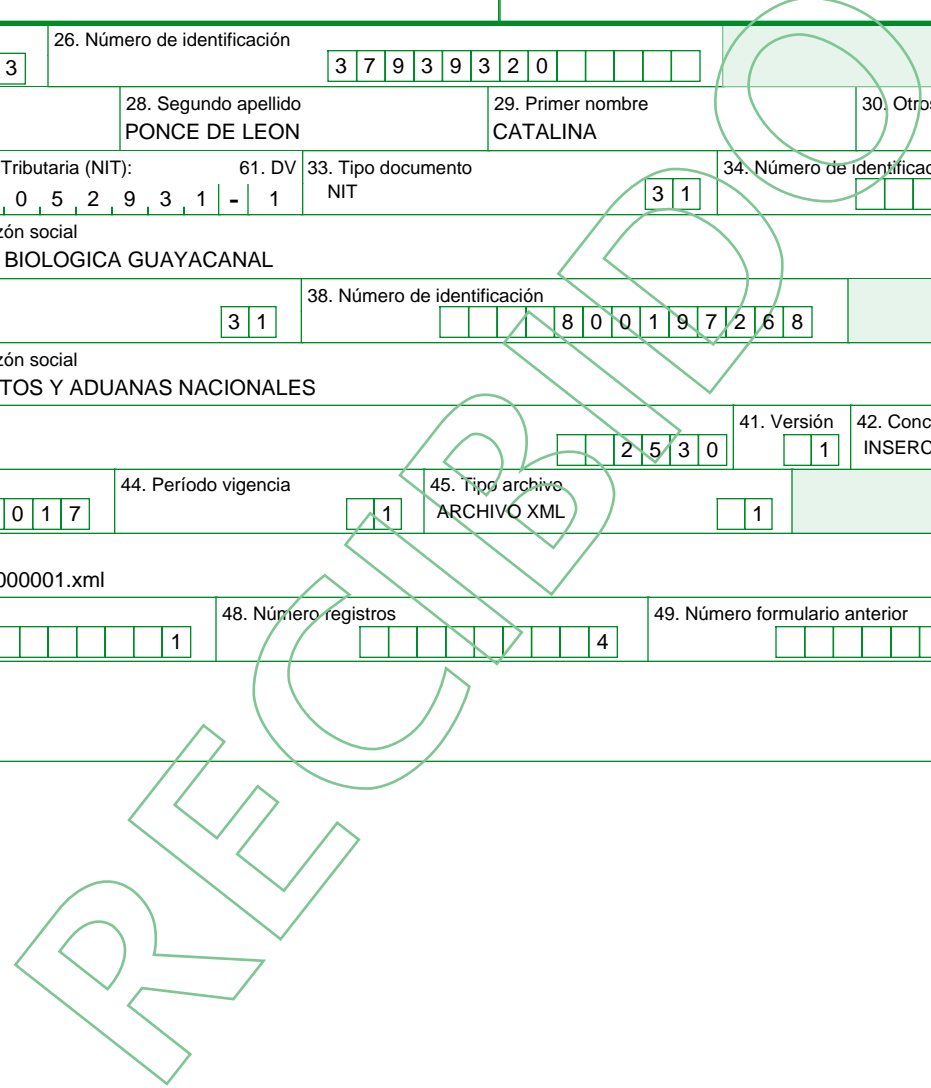 26. Número de identificación
3 3 7 9 3 9 3 2 0
28. Segundo apellido 29. Primer nombre 30. Otros
PONCE DE LEON CATALINA
Tributaria (NIT): 61. DV 33. Tipo documento 34. Número de identificac
0 5 2 9 3 1 - 1 NIT 3 1
zón social
BIOLOGICA GUAYACANAL
38. Número de identificación
3 1 8 0 0 1 9 7 2 6 8
zón social
TOS Y ADUANAS NACIONALES
41. Versión 42. Conc
2 5 3 0 1 INSERC
44. Período vigencia 45. Tipo archivo
0 1 7 1 ARCHIVO XML 1
000001.xml
48. Número registros 49. Número formulario anterior
1 4
RECIBIDO